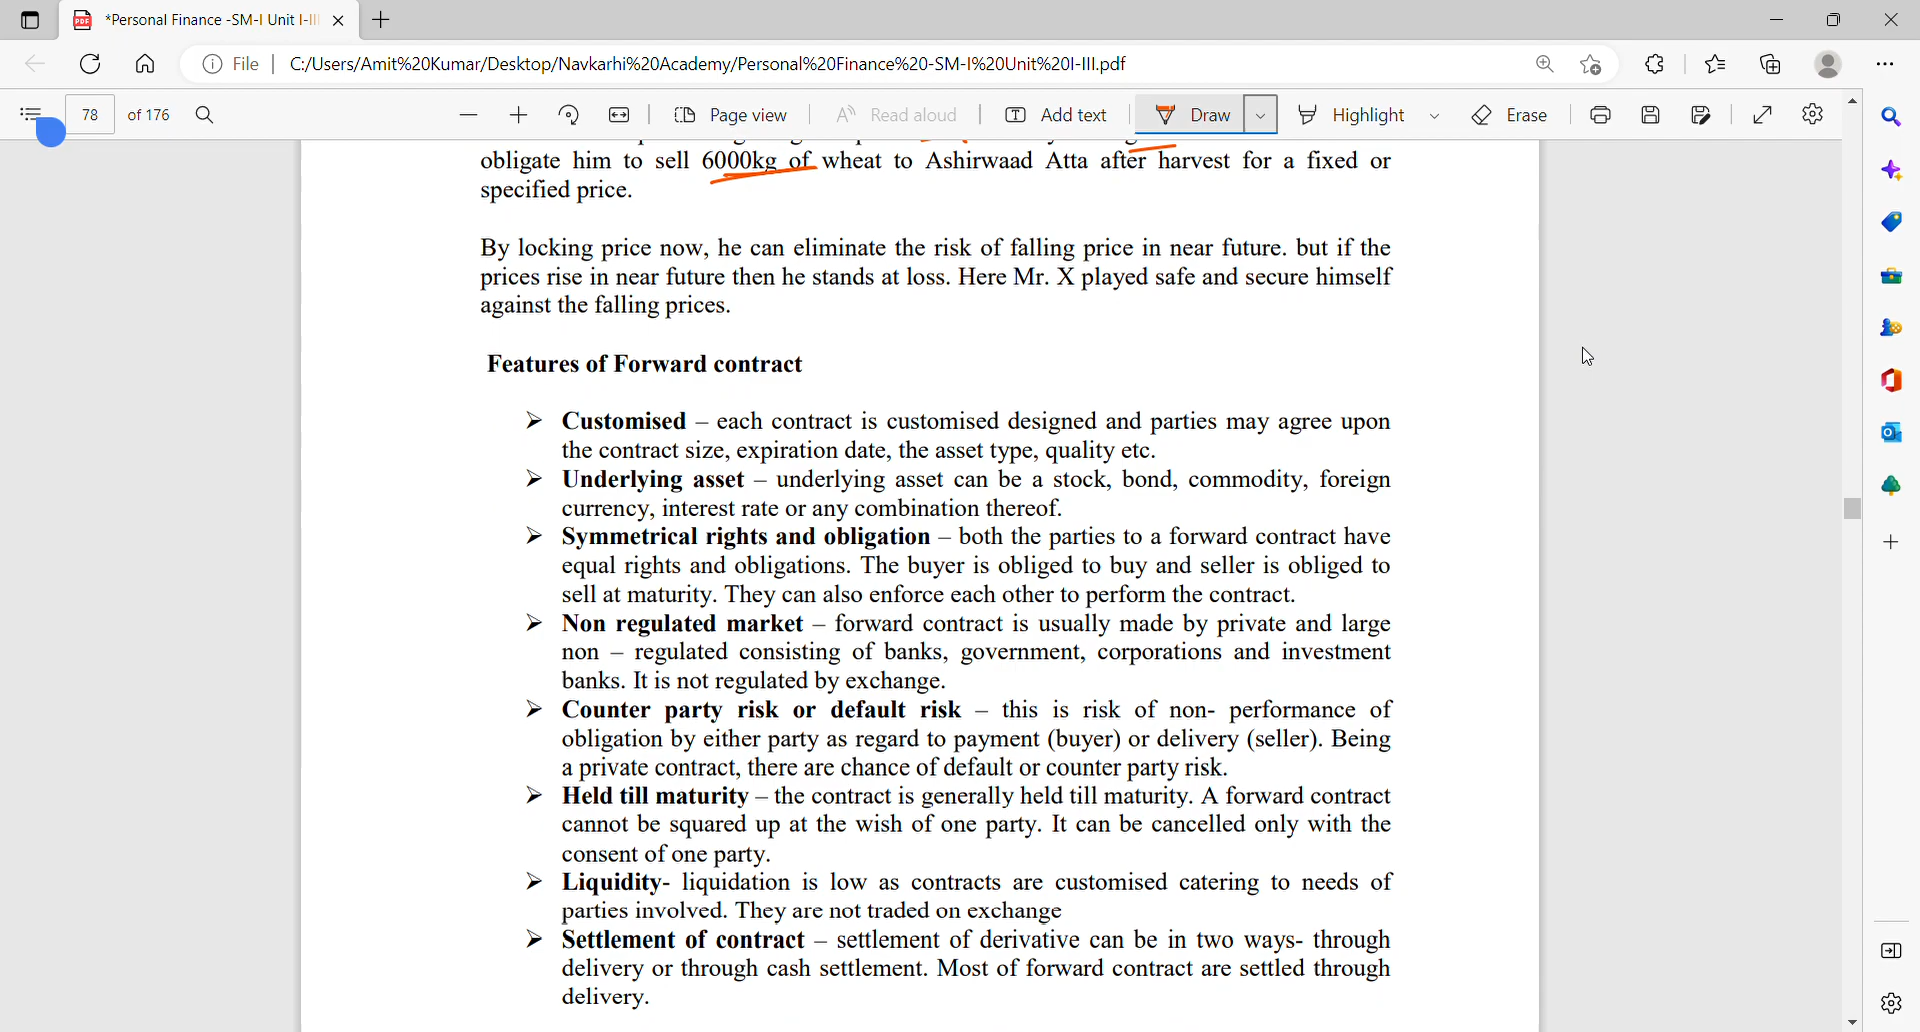 *Personal Finance -SM-I Unit I-III
File
C:/Users/Amit%20Kumar/Desktop/Navkarhi%20Academy/Personal%20Finance%20-SM-I%20Unit%20I-III.pdf
78 of 176
Page view
Read aloud
Add text
Draw
Highlight
Erase
obligate him to sell 6000kg of wheat to Ashirwaad Atta after harvest for a fixed or
specified price.
By locking price now, he can eliminate the risk of falling price in near future. but if the
prices rise in near future then he stands at loss. Here Mr. X played safe and secure himself
against the falling prices.
Features of Forward contract
➢ Customised – each contract is customised designed and parties may agree upon
the contract size, expiration date, the asset type, quality etc.
➢ Underlying asset – underlying asset can be a stock, bond, commodity, foreign
currency, interest rate or any combination thereof.
➢ Symmetrical rights and obligation – both the parties to a forward contract have
equal rights and obligations. The buyer is obliged to buy and seller is obliged to
sell at maturity. They can also enforce each other to perform the contract.
➢ Non regulated market – forward contract is usually made by private and large
non – regulated consisting of banks, government, corporations and investment
banks. It is not regulated by exchange.
➢ Counter party risk or default risk – this is risk of non- performance of
obligation by either party as regard to payment (buyer) or delivery (seller). Being
a private contract, there are chance of default or counter party risk.
➢ Held till maturity – the contract is generally held till maturity. A forward contract
cannot be squared up at the wish of one party. It can be cancelled only with the
consent of one party.
➢ Liquidity- liquidation is low as contracts are customised catering to needs of
parties involved. They are not traded on exchange
➢ Settlement of contract – settlement of derivative can be in two ways- through
delivery or through cash settlement. Most of forward contract are settled through
delivery.